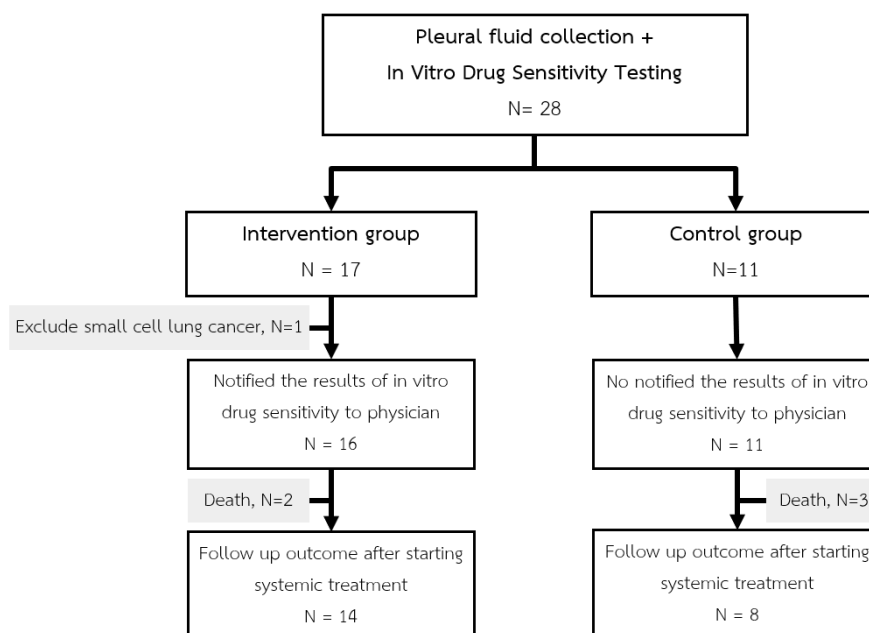 Pleural fluid collection +
In Vitro Drug Sensitivity Testing
N= 28
Intervention group
N = 17
Control group
N=11
Exclude small cell lung cancer, N=1
Notified the results of in vitro
drug sensitivity to physician
N = 16
No notified the results of in vitro
drug sensitivity to physician
N = 11
Death, N=2
Death, N=3
Follow up outcome after starting
systemic treatment
N = 14
Follow up outcome after starting
systemic treatment
N = 8